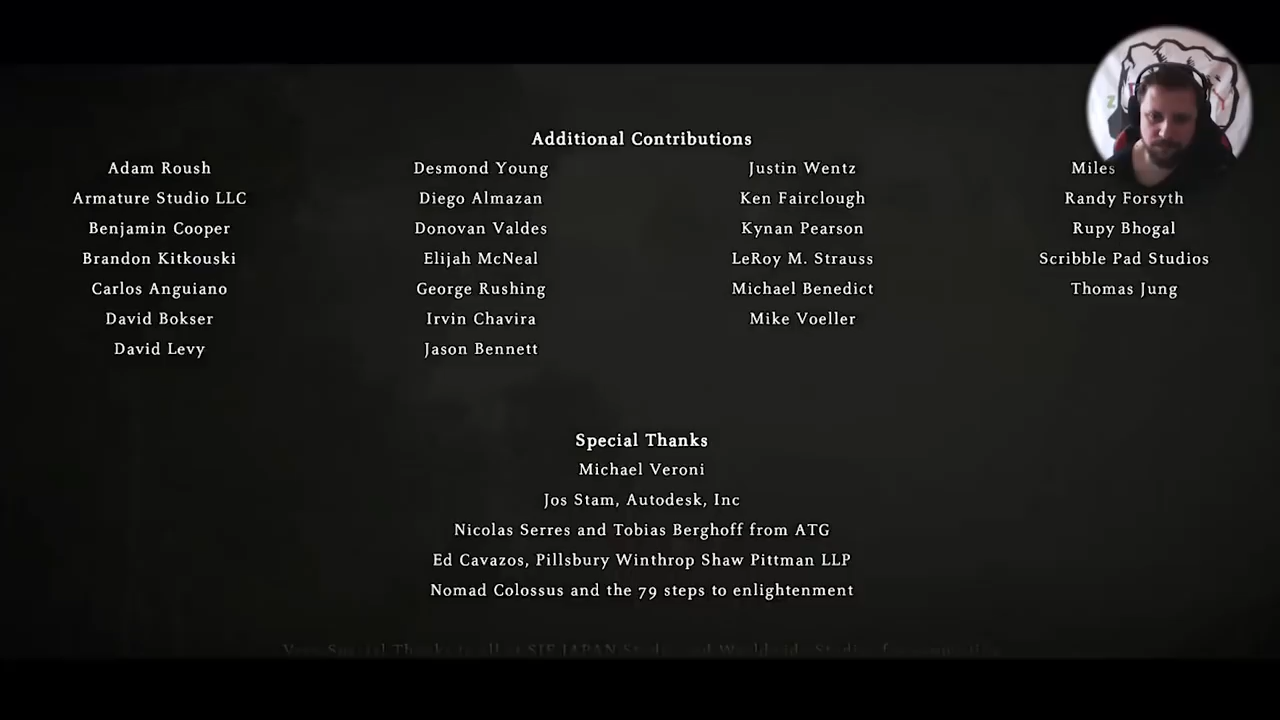 Additional Contributions
Adam Roush
Armature Studio LLC
Benjamin Cooper
Brandon Kitkouski
Carlos Anguiano
David Bokser
David Levy
Desmond Young
Diego Almazan
Donovan Valdes
Elijah McNeal
George Rushing
Irvin Chavira
Jason Bennett
Justin Wentz
Ken Fairclough
Kynan Pearson
LeRoy M. Strauss
Michael Benedict
Mike Voeller
Miles
Randy Forsyth
Rupy Bhogal
Scribble Pad Studios
Thomas Jung
Special Thanks
Michael Veroni
Jos Stam, Autodesk, Inc
Nicolas Serres and Tobias Berghoff from ATG
Ed Cavazos, Pillsbury Winthrop Shaw Pittman LLP
Nomad Colossus and the 79 steps to enlightenment